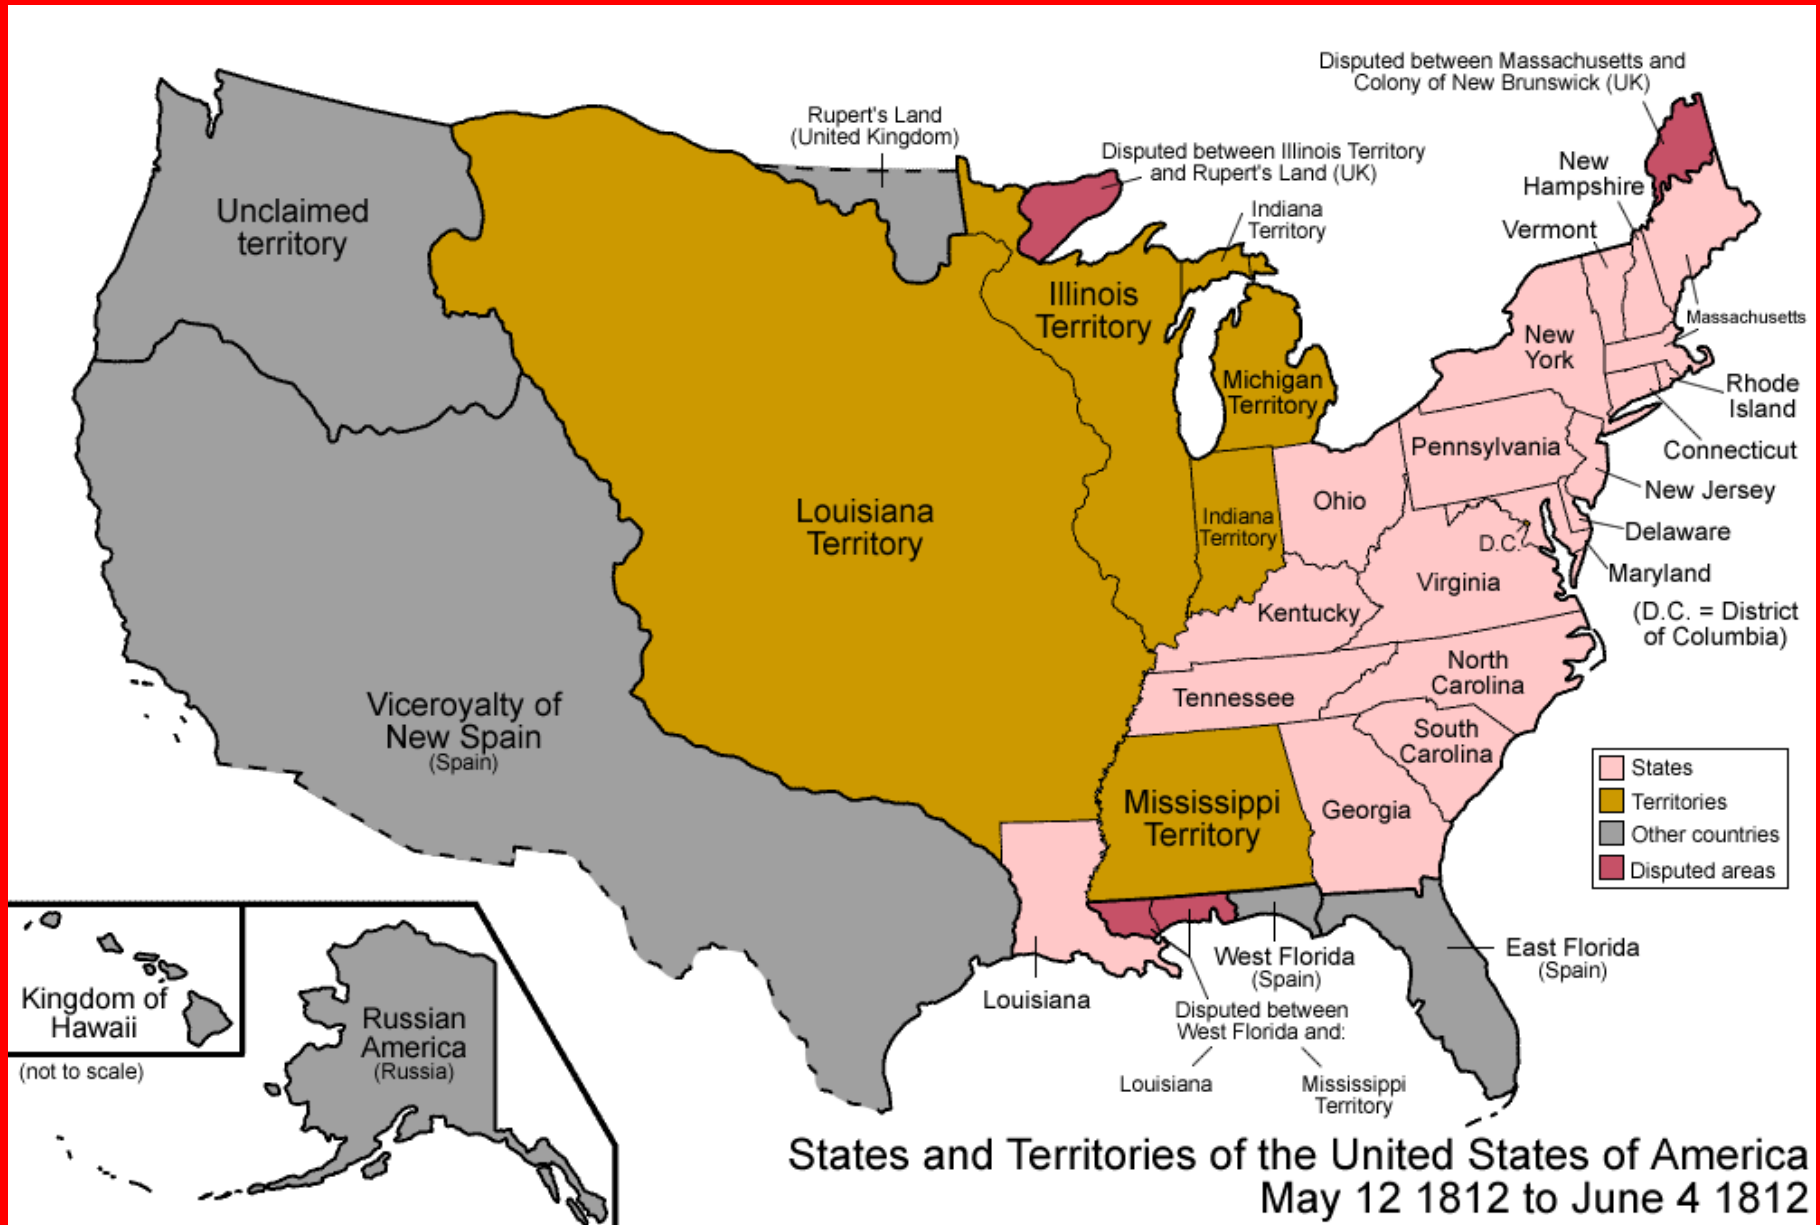 Disputed between Massachusetts and
Colony of New Brunswick (UK)
Rupert's Land
(United Kingdom)
Disputed between Illinois Territory
and Rupert's Land (UK)
New
Hampshire
Vermont
Indiana
Territory
Unclaimed
territory
Illinois
Territory
Massachusetts
New
York
Michigan
Territory
Rhode
Island
Connecticut
Pennsylvania
New Jersey
Ohio
Louisiana
Territory
Indiana
Territory
Delaware
D.C.
Maryland
Virginia
Kentucky
(D.C. = District
of Columbia)
North
Carolina
Tennessee
Viceroyalty of
New Spain
(Spain)
South
Carolina
States
Territories
Other countries
Disputed areas
Mississippi
Territory
Georgia
East Florida
(Spain)
West Florida
(Spain)
Louisiana
Disputed between
West Florida and:
Louisiana
Mississippi
Territory
Kingdom of
Hawaii
(not to scale)
Russian
America
(Russia)
States and Territories of the United States of America
May 12 1812 to June 4 1812